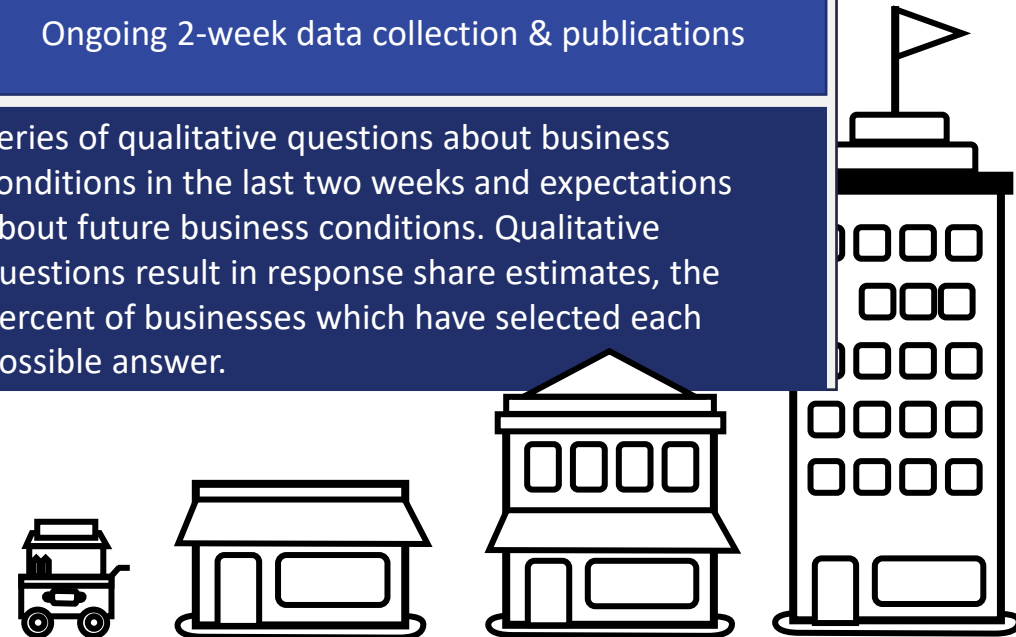 Ongoing 2-week data collection & publications
eries of qualitative questions about business
onditions in the last two weeks and expectations
bout future business conditions. Qualitative
uestions result in response share estimates, the
ercent of businesses which have selected each
ossible answer.